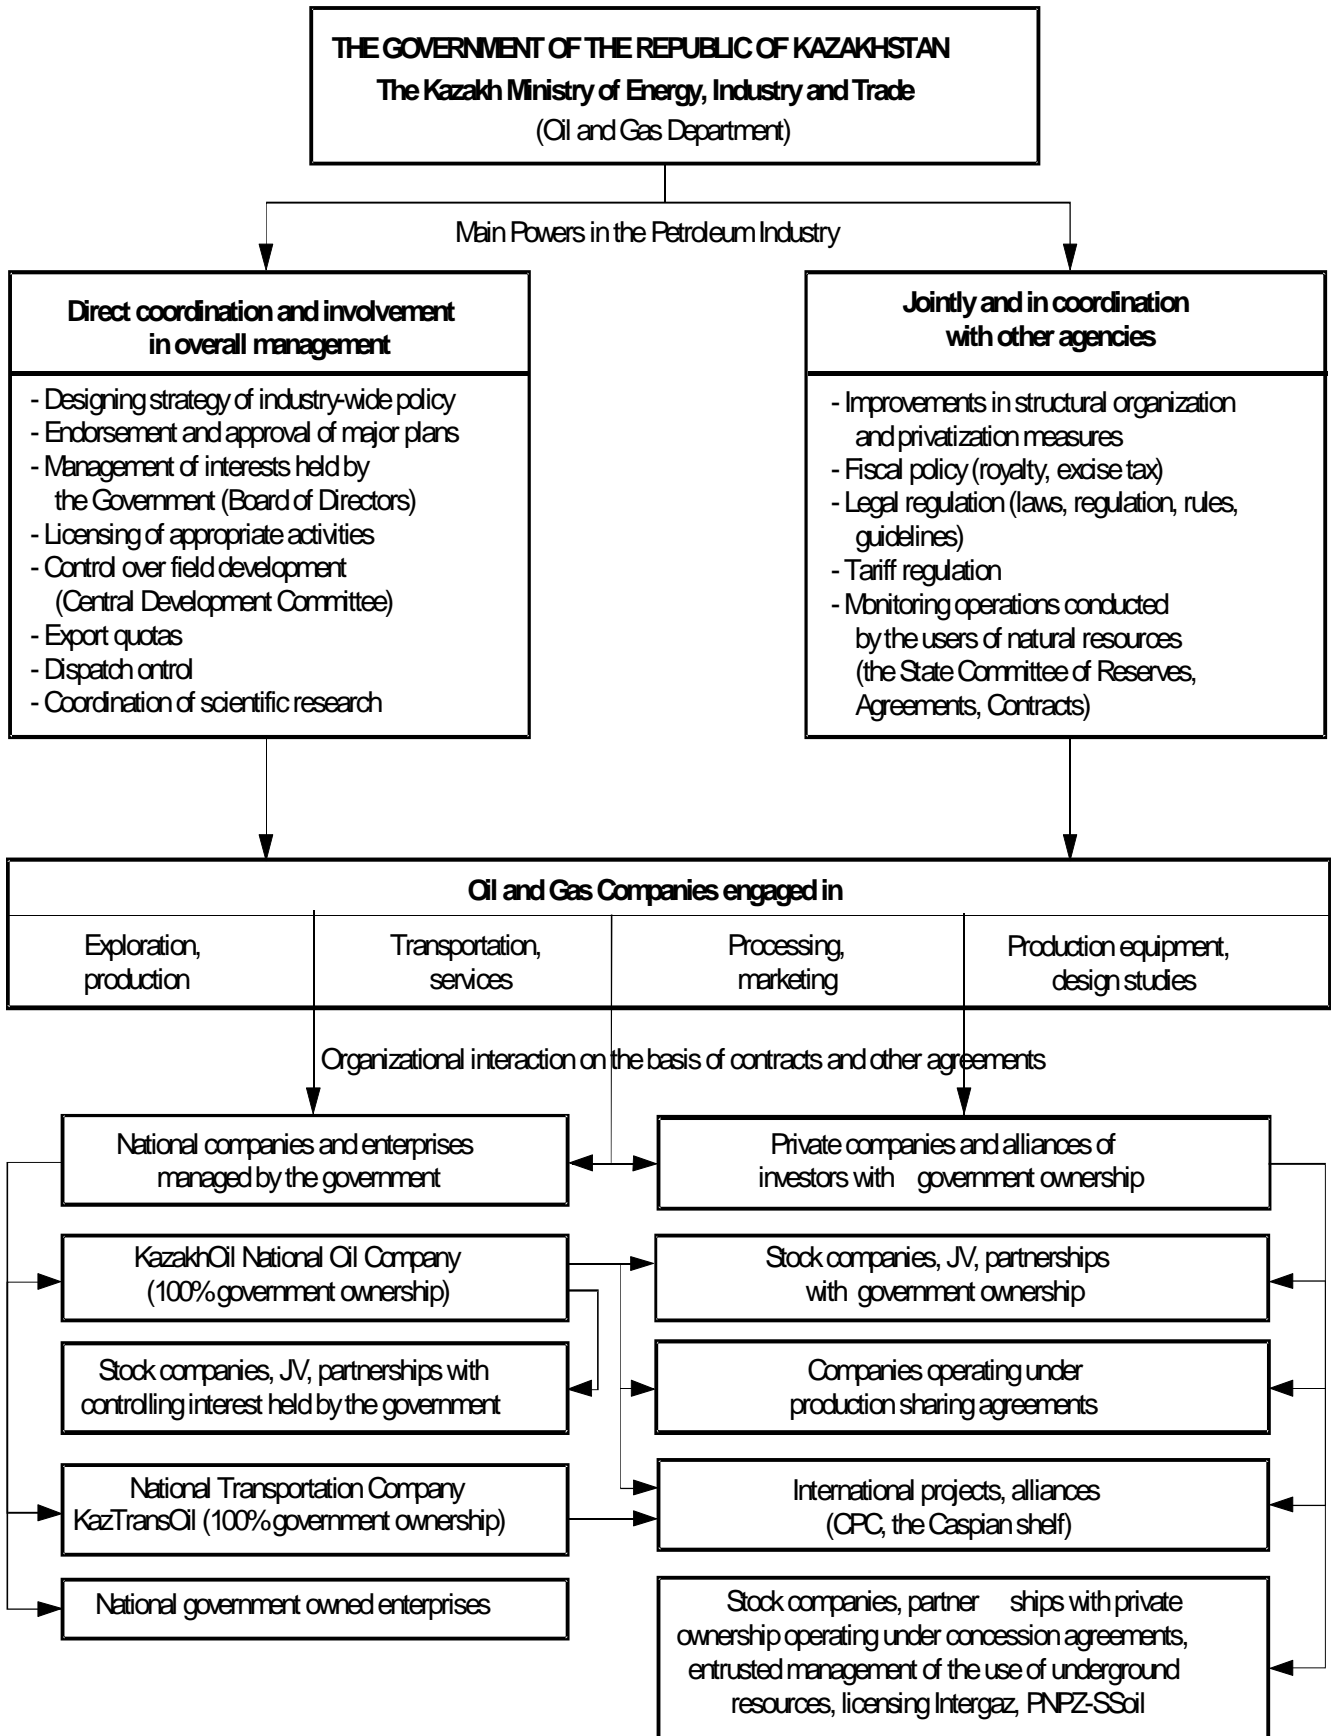 THE GOVERNMENT OF THE REPUBLIC OF KAZAKHSTAN
The Kazakh Ministry of Energy, Industry and Trade
(Oil and Gas Department)
Main Powers in the Petroleum Industry
Direct coordination and involvement
in overall management
- Designing strategy of industry-wide policy
- Endorsement and approval of major plans
- Management of interests held by
the Government (Board of Directors)
- Licensing of appropriate activities
- Control over field development
(Central Development Committee)
- Export quotas
- Dispatch ontrol
- Coordination of scientific research
Jointly and in coordination
with other agencies
- Improvements in structural organization
and privatization measures
- Fiscal policy (royalty, excise tax)
- Legal regulation (laws, regulation, rules,
guidelines)
- Tariff regulation
- Monitoring operations conducted
by the users of natural resources
(the State Committee of Reserves,
Agreements, Contracts)
Oil and Gas Companies engaged in
Exploration,
production
Transportation,
services
Processing,
marketing
Production equipment,
design studies
Organizational interaction on the basis of contracts and other agreements
National companies and enterprises
managed by the government
Private companies and alliances of
investors with government ownership
KazakhOil National Oil Company
(100% government ownership)
Stock companies, JV, partnerships
with government ownership
Stock companies, JV, partnerships with
controlling interest held by the government
Companies operating under
production sharing agreements
National Transportation Company
KazTransOil (100% government ownership)
International projects, alliances
(CPC, the Caspian shelf)
National government owned enterprises
Stock companies, partner ships with private
ownership operating under concession agreements,
entrusted management of the use of underground
resources, licensing Intergaz, PNPZ-SSoil